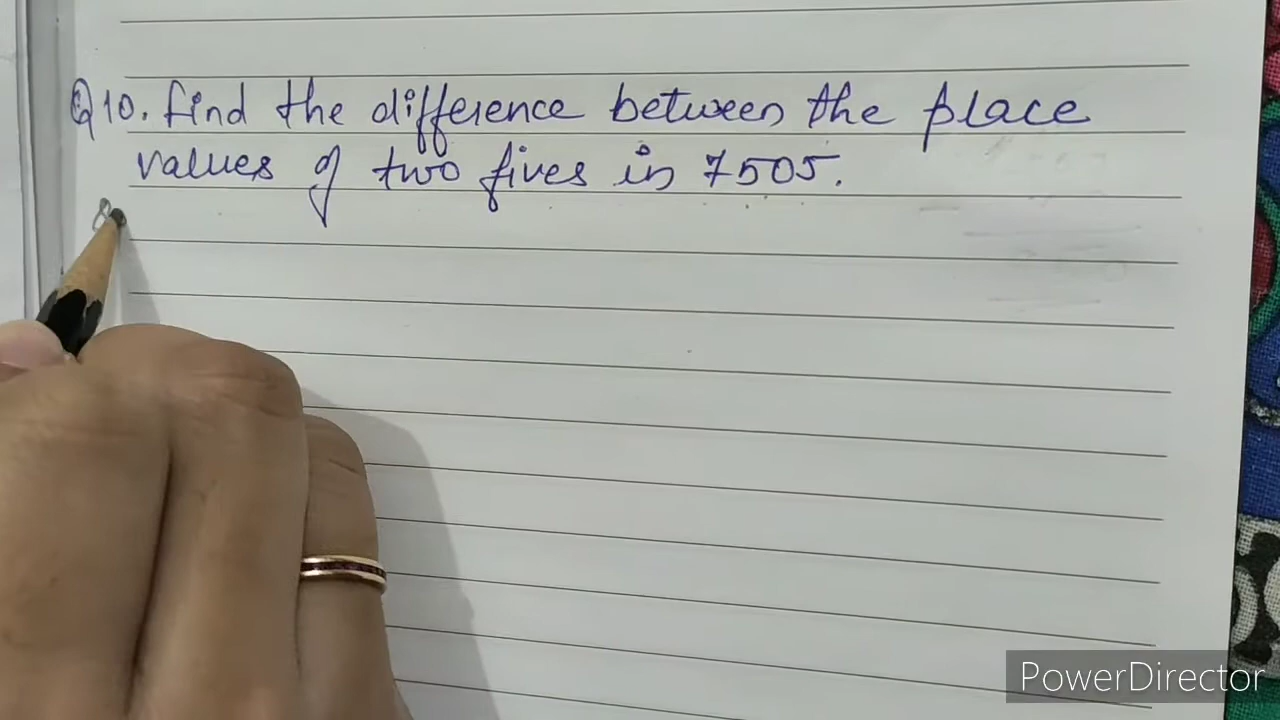 Q10. find the difference between the place
values of two fives in 7505.
PowerDirector